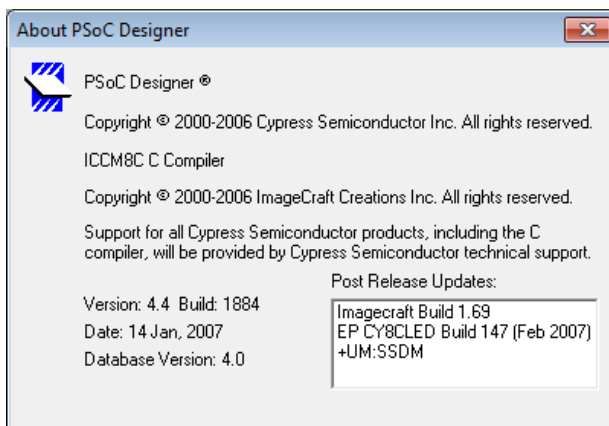 About PSoC Designer
PSoC Designer ®
Copyright © 2000-2006 Cypress Semiconductor Inc. All rights reserved.
ICCM8C C Compiler
Copyright © 2000-2006 ImageCraft Creations Inc. All rights reserved.
Support for all Cypress Semiconductor products, including the C
compiler, will be provided by Cypress Semiconductor technical support.
Post Release Updates:
Version: 4.4 Build: 1884
Date: 14 Jan, 2007
Database Version: 4.0
Imagecraft Build 1.69
EP CY8CLED Build 147 (Feb 2007)
+UM:SSDM